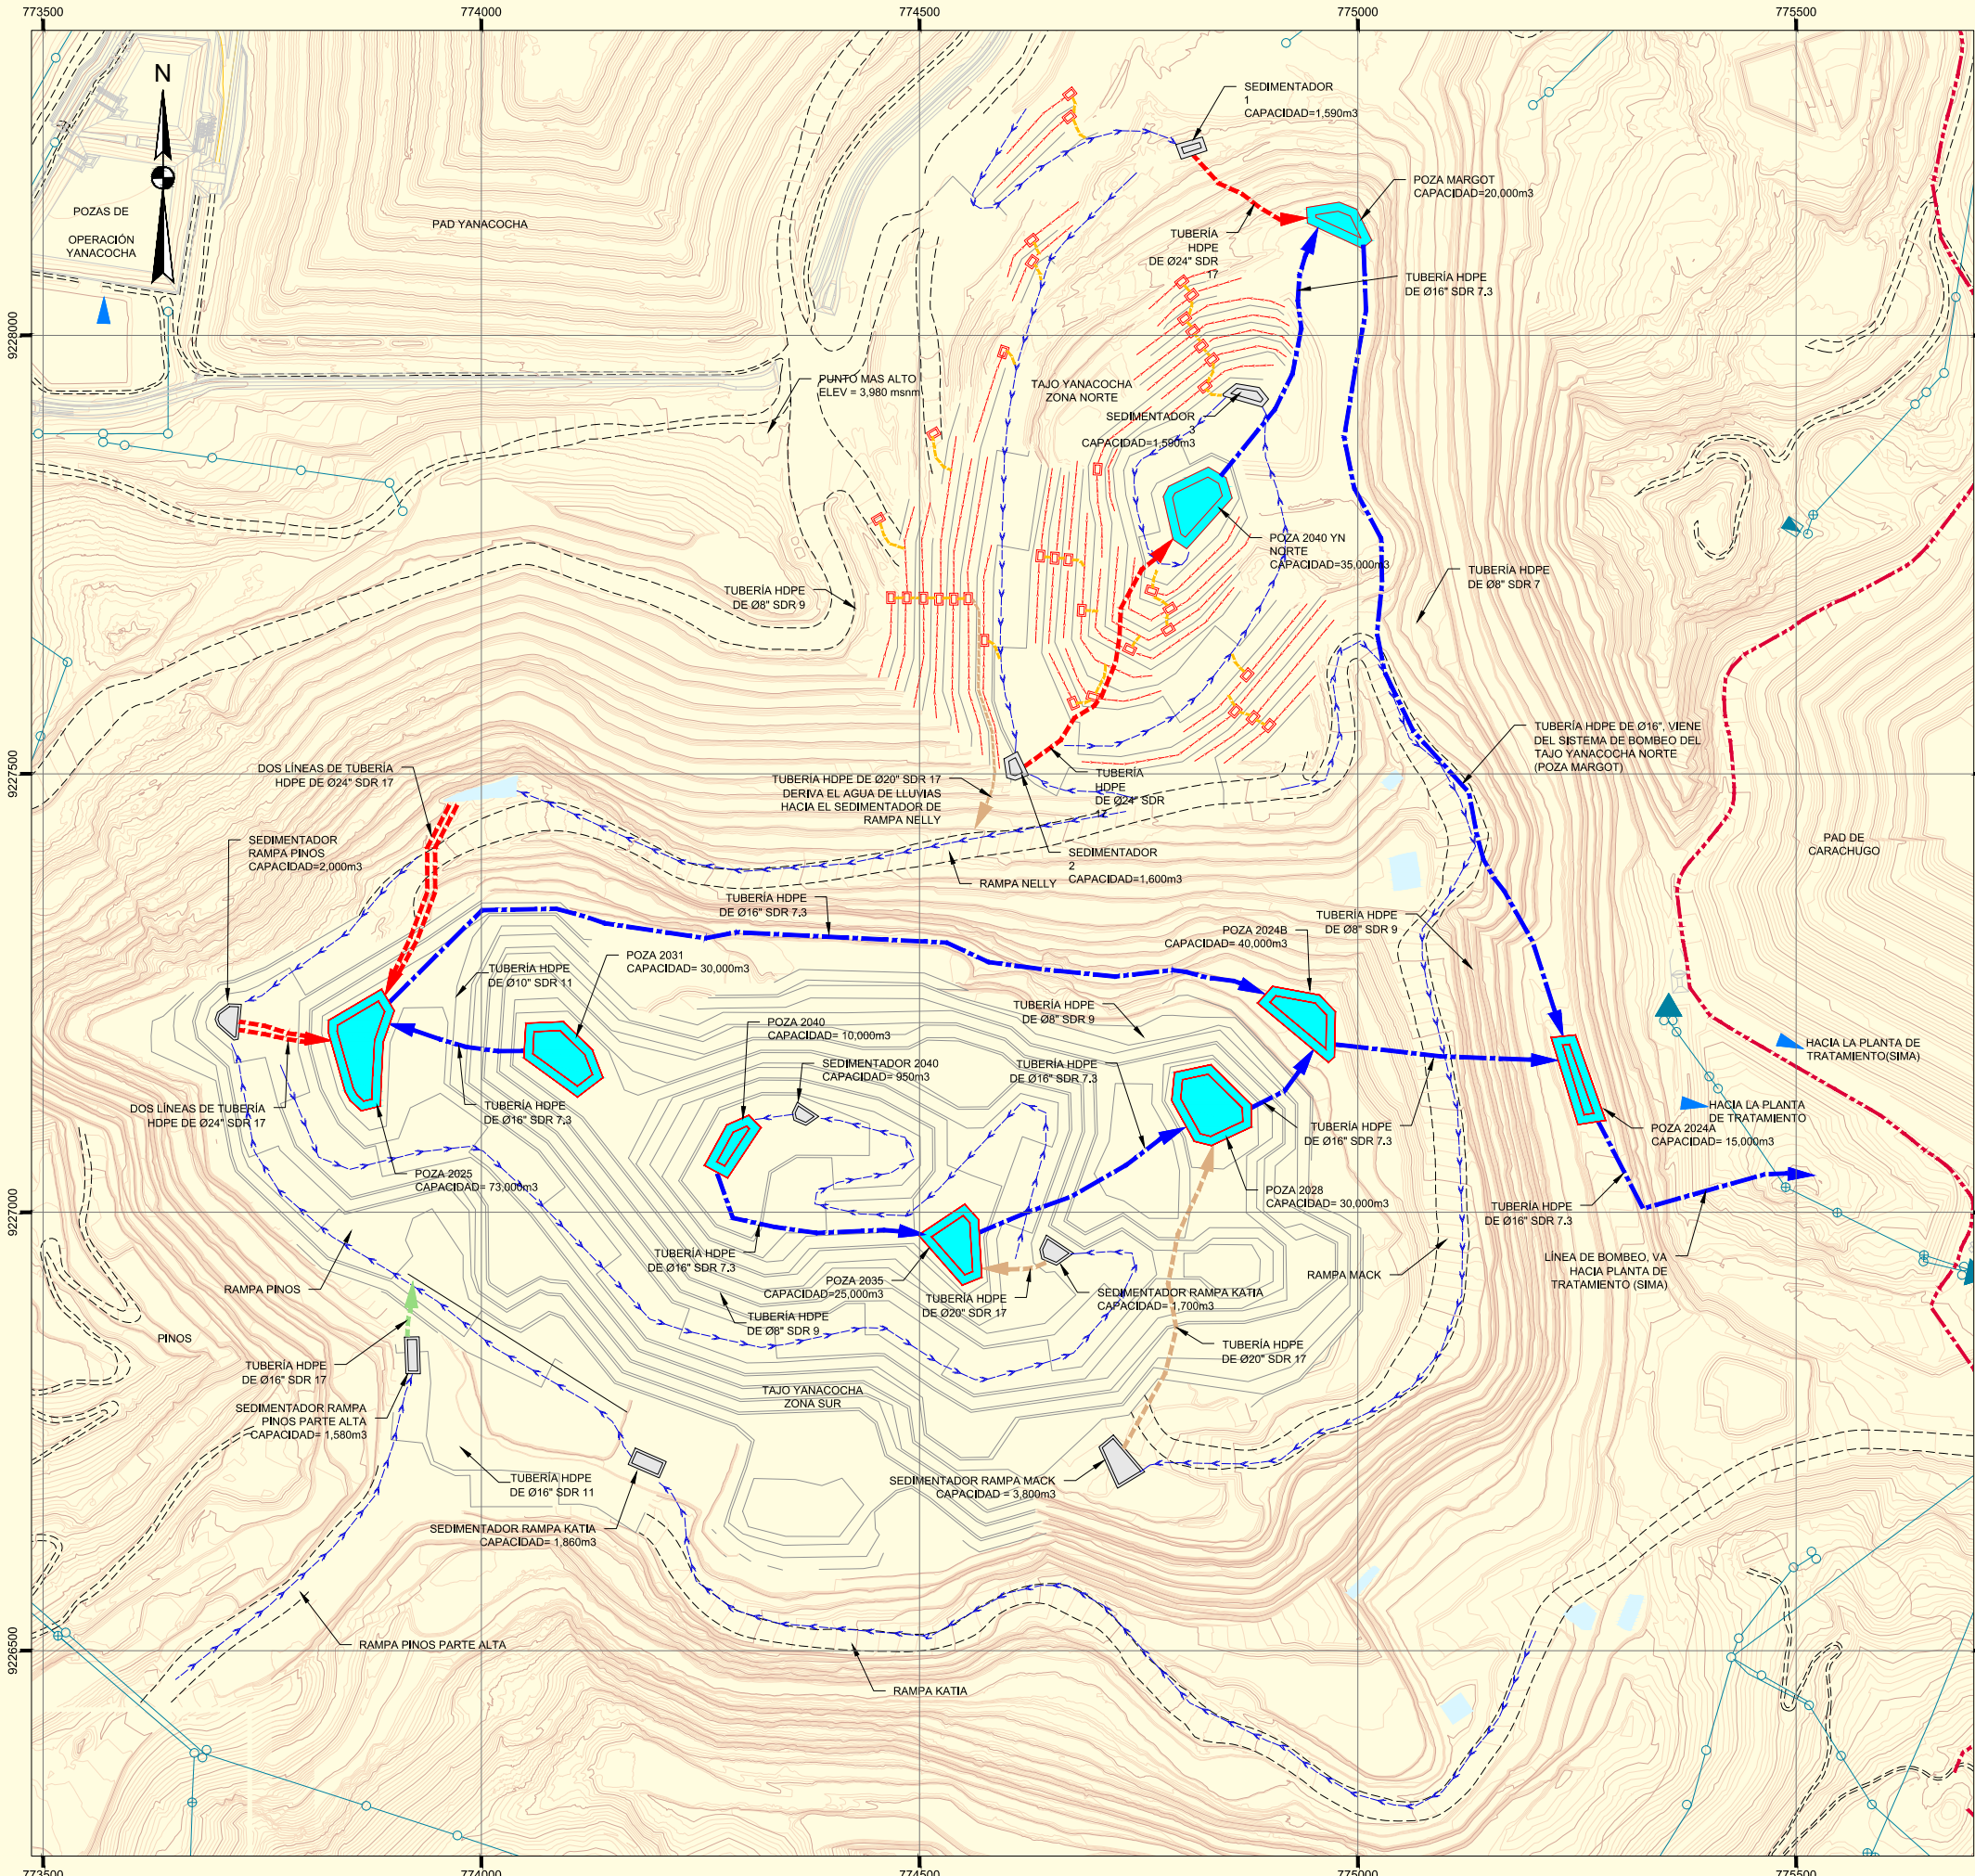 773500
774000
774500
775000
775500
N
POZAS DE
OPERACIÓN
YANACOCHA
PAD YANACOCHA
SEDIMENTADOR
1
CAPACIDAD=1,590m3
POZA MARGOT
CAPACIDAD=20,000m3
TUBERÍA
HDPE
DE Ø24" SDR
17
TUBERÍA HDPE
DE Ø16" SDR 7.3
9228000
PUNTO MAS ALTO
ELEV = 3,980 msnm
TAJO YANACOCHA
ZONA NORTE
SEDIMENTADOR
3
CAPACIDAD=1,590m3
POZA 2040 YN
NORTE
CAPACIDAD=35,000m3
TUBERÍA HDPE
DE Ø8" SDR 7
TUBERÍA HDPE
DE Ø8" SDR 9
TUBERÍA HDPE DE Ø16", VIENE
DEL SISTEMA DE BOMBEO DEL
TAJO YANACOCHA NORTE
(POZA MARGOT)
9227500
DOS LÍNEAS DE TUBERÍA
HDPE DE Ø24" SDR 17
TUBERÍA HDPE DE Ø20" SDR 17
DERIVA EL AGUA DE LLUVIAS
HACIA EL SEDIMENTADOR DE
RAMPA NELLY
TUBERÍA
HDPE
DE Ø24" SDR
17
SEDIMENTADOR
RAMPA PINOS
CAPACIDAD=2,000m3
SEDIMENTADOR
2
CAPACIDAD=1,600m3
RAMPA NELLY
PAD DE
CARACHUGO
TUBERÍA HDPE
DE Ø16" SDR 7.3
TUBERÍA HDPE
DE Ø8" SDR 9
POZA 2024B
CAPACIDAD= 40,000m3
POZA 2031
CAPACIDAD= 30,000m3
TUBERÍA HDPE
DE Ø10" SDR 11
TUBERÍA HDPE
DE Ø8" SDR 9
POZA 2040
CAPACIDAD= 10,000m3
HACIA LA PLANTA DE
TRATAMIENTO(SIMA)
SEDIMENTADOR 2040
CAPACIDAD= 950m3
TUBERÍA HDPE
DE Ø16" SDR 7.3
DOS LÍNEAS DE TUBERÍA
HDPE DE Ø24" SDR 17
TUBERÍA HDPE
DE Ø16" SDR 7.3
TUBERÍA HDPE
DE Ø16" SDR 7.3
HACIA LA PLANTA
DE TRATAMIENTO
POZA 2024A
CAPACIDAD= 15,000m3
POZA 2025
CAPACIDAD= 73,000m3
POZA 2028
CAPACIDAD= 30,000m3
TUBERÍA HDPE
DE Ø16" SDR 7.3
9227000
TUBERÍA HDPE
DE Ø16" SDR 7.3
LÍNEA DE BOMBEO, VA
HACIA PLANTA DE
TRATAMIENTO (SIMA)
RAMPA PINOS
POZA 2035
CAPACIDAD=25,000m3
TUBERÍA HDPE
DE Ø20" SDR 17
SEDIMENTADOR RAMPA KATIA
CAPACIDAD= 1,700m3
RAMPA MACK
TUBERÍA HDPE
DE Ø8" SDR 9
PINOS
TUBERÍA HDPE
DE Ø16" SDR 17
TUBERÍA HDPE
DE Ø20" SDR 17
TAJO YANACOCHA
ZONA SUR
SEDIMENTADOR RAMPA
PINOS PARTE ALTA
CAPACIDAD= 1,580m3
TUBERÍA HDPE
DE Ø16" SDR 11
SEDIMENTADOR RAMPA MACK
CAPACIDAD = 3,800m3
SEDIMENTADOR RAMPA KATIA
CAPACIDAD= 1,860m3
RAMPA PINOS PARTE ALTA
9226500
RAMPA KATIA
773500
774000
774500
775000
775500